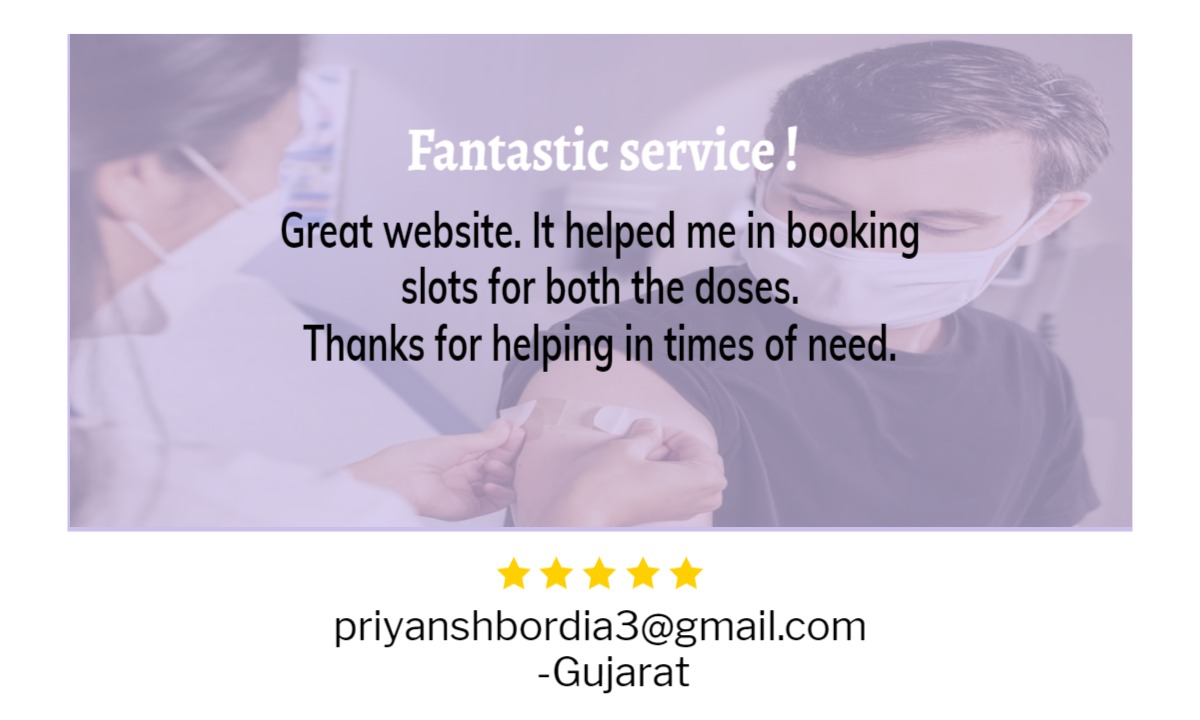 Fantastic service !
Great website. It helped me in booking
slots for both the doses.
Thanks for helping in times of need.
priyanshbordia3@gmail.com
-Gujarat